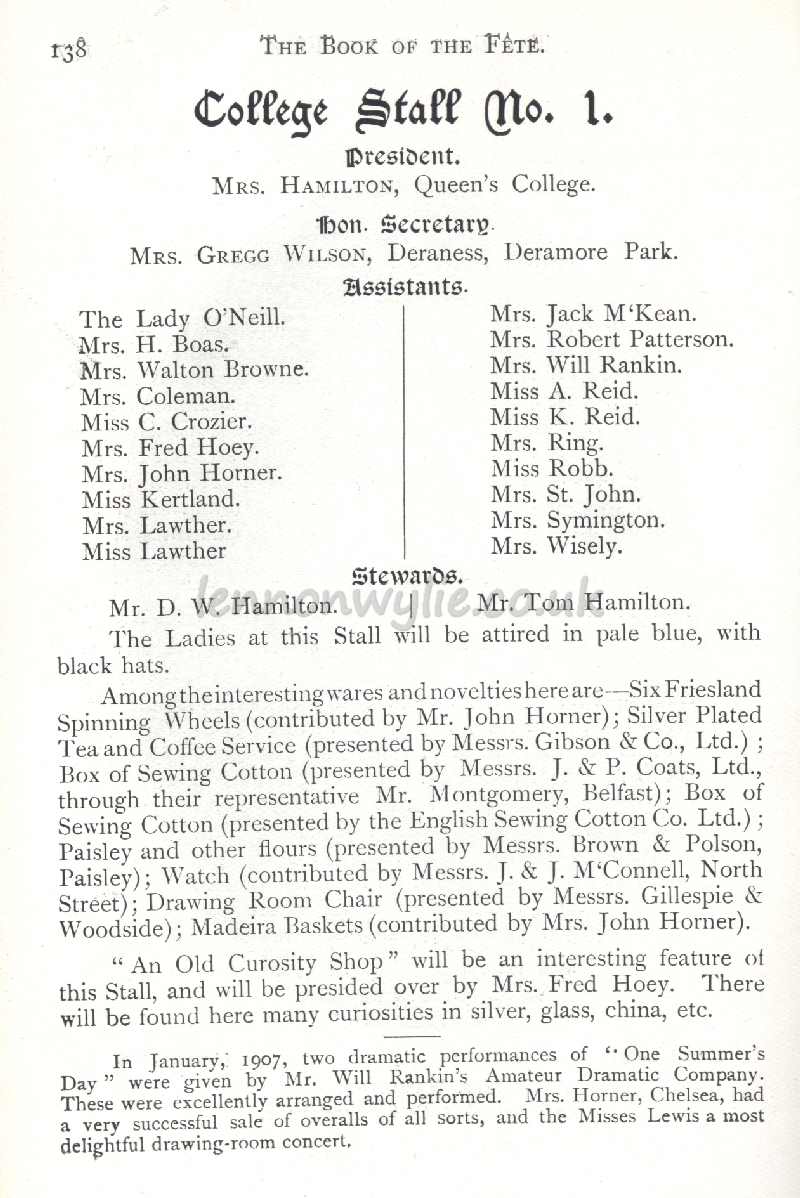 138 THE BOOK OF THE FÊTE.
College Stall No. 1.
President.
MRS. HAMILTON, Queen's College.
Hon. Secretary.
MRS. GREGG WILSON, Deraness, Deramore Park.
Assistants.
The Lady O'Neill.
Mrs. H. Boas.
Mrs. Walton Browne.
Mrs. Coleman.
Miss C. Crozier.
Mrs. Fred Hoey.
Mrs. John Horner.
Miss Kertland.
Mrs. Lawther.
Miss Lawther
Mrs. Jack M'Kean.
Mrs. Robert Patterson.
Mrs. Will Rankin.
Miss A. Reid.
Miss K. Reid.
Mrs. Ring.
Miss Robb.
Mrs. St. John.
Mrs. Symington.
Mrs. Wisely.
Stewards.
lennonwylie.co.uk
Mr. D. W. Hamilton. | Mr. Tom Hamilton.
The Ladies at this Stall will be attired in pale blue, with
black hats.
Among the interesting wares and novelties here are—Six Friesland
Spinning Wheels (contributed by Mr. John Horner); Silver Plated
Tea and Coffee Service (presented by Messrs. Gibson & Co., Ltd.) ;
Box of Sewing Cotton (presented by Messrs. J. & P. Coats, Ltd.,
through their representative Mr. Montgomery, Belfast); Box of
Sewing Cotton (presented by the English Sewing Cotton Co. Ltd.) ;
Paisley and other flours (presented by Messrs. Brown & Polson,
Paisley); Watch (contributed by Messrs. J. & J. M'Connell, North
Street); Drawing Room Chair (presented by Messrs. Gillespie &
Woodside); Madeira Baskets (contributed by Mrs. John Horner).
"An Old Curosity Shop" will be an interesting feature of
this Stall, and will be presided over by Mrs. Fred Hoey. There
will be found here many curiosities in silver, glass, china, etc.
In January, 1907, two dramatic performances of "One Summer's
Day" were given by Mr. Will Rankin's Amateur Dramatic Company.
These were excellently arranged and performed. Mrs. Horner, Chelsea, had
a very successful sale of overalls of all sorts, and the Misses Lewis a most
delightful drawing-room concert.